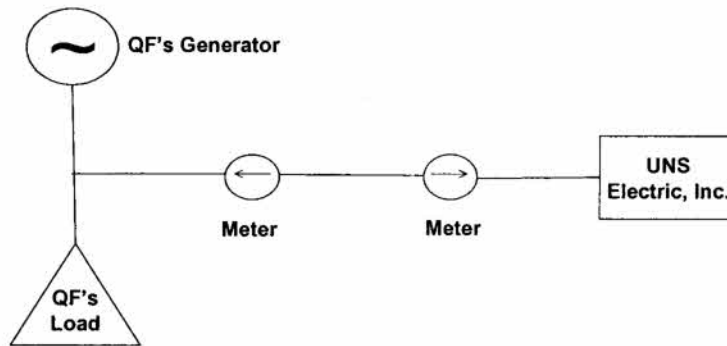 QF's Generator
UNS
Electric, Inc.
Meter
Meter
QF's
Load